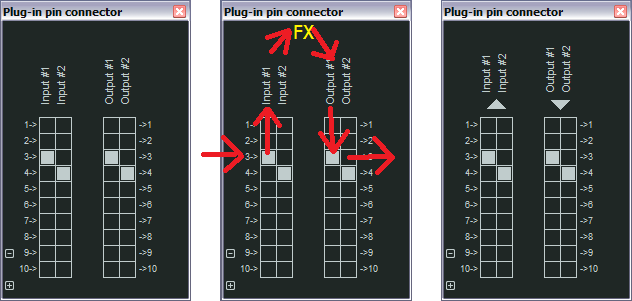 Plug-in pin connector
Input #1
Input #2
Output #1
Output #2
1-> ->1
2-> ->2
3-> ->3
4-> ->4
5-> ->5
6-> ->6
7-> ->7
8-> ->8
9-> ->9
10-> ->10
Plug-in pin connector
FX
Input #1
Input #2
Output #1
Output #2
1-> ->1
2-> ->2
3-> ->3
4-> ->4
5-> ->5
6-> ->6
7-> ->7
8-> ->8
9-> ->9
10-> ->10
Plug-in pin connector
Input #1
Input #2
Output #1
Output #2
1-> ->1
2-> ->2
3-> ->3
4-> ->4
5-> ->5
6-> ->6
7-> ->7
8-> ->8
9-> ->9
10-> ->10